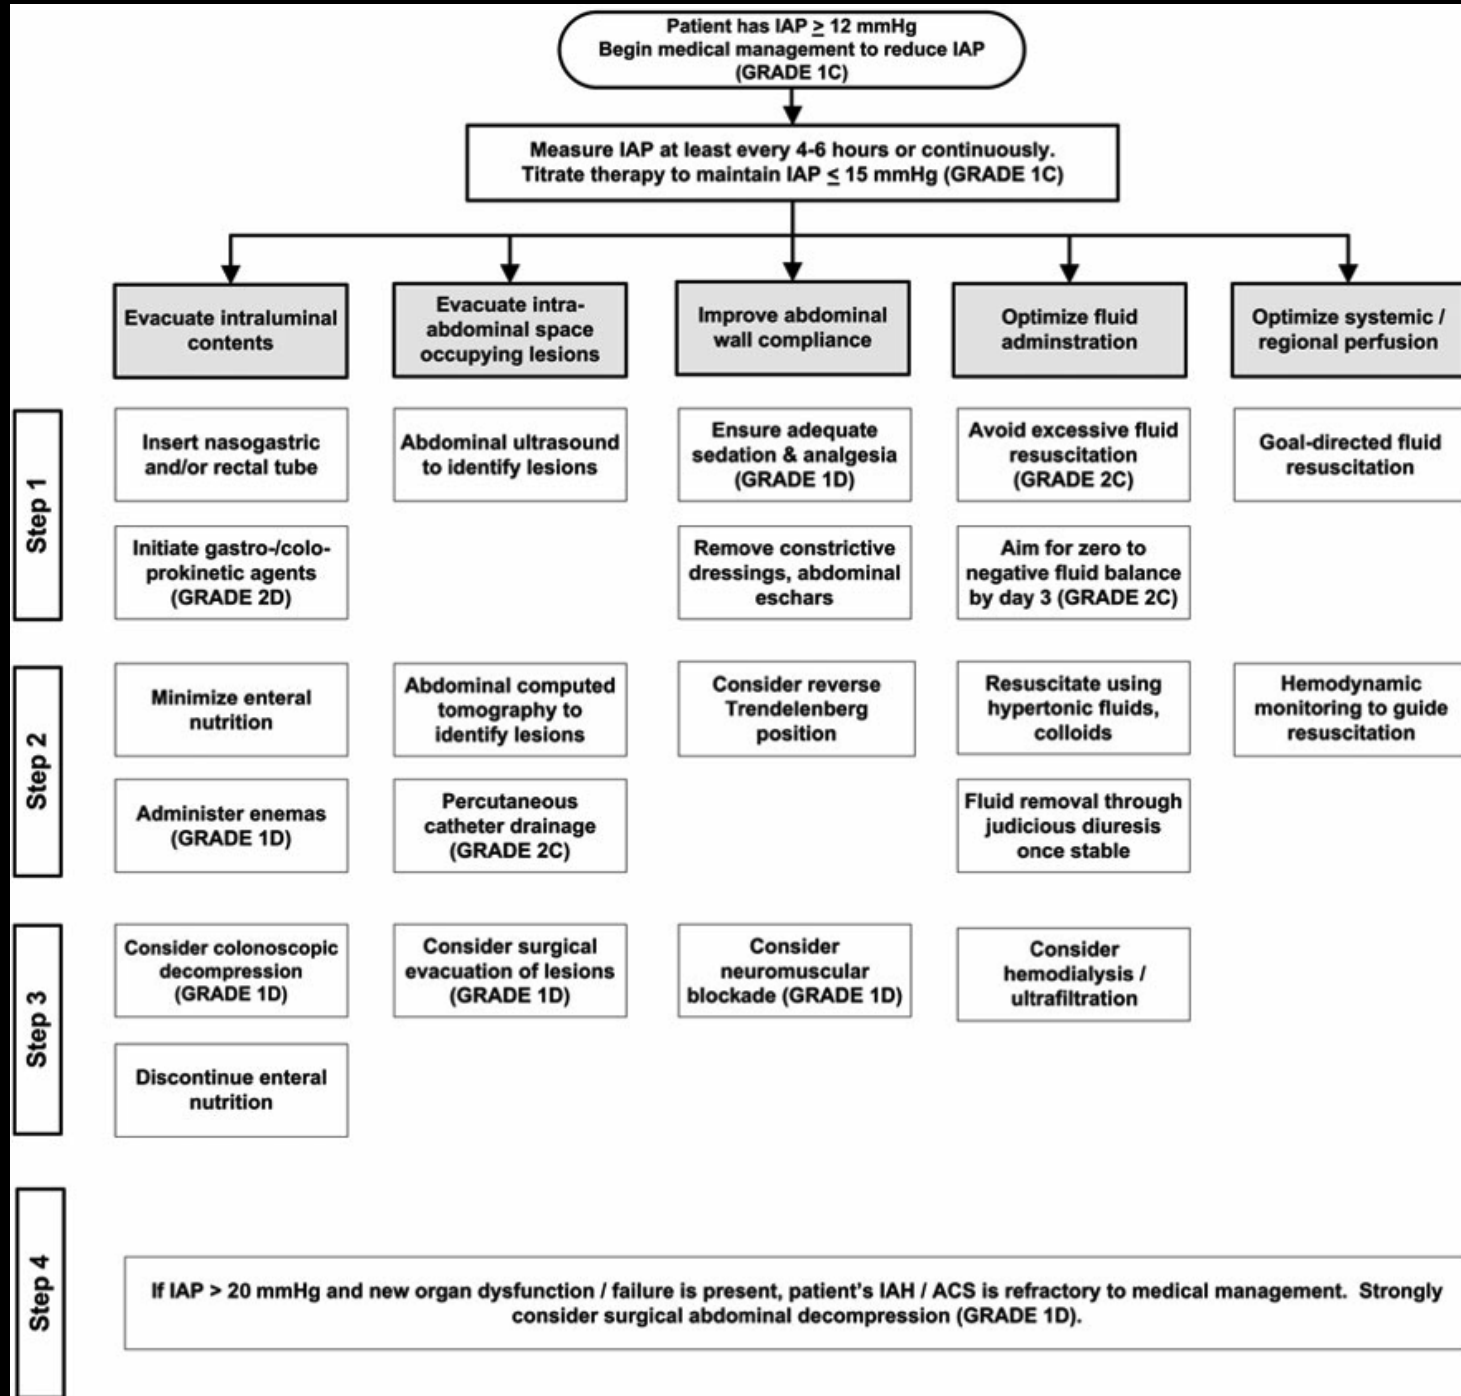 Patient has IAP ≥ 12 mmHg
Begin medical management to reduce IAP
(GRADE 1C)
Measure IAP at least every 4-6 hours or continuously.
Titrate therapy to maintain IAP ≤ 15 mmHg (GRADE 1C)
Evacuate intraluminal
contents
Evacuate intra-
abdominal space
occupying lesions
Improve abdominal
wall compliance
Optimize fluid
adminstration
Optimize systemic /
regional perfusion
Step 1
Insert nasogastric
and/or rectal tube
Abdominal ultrasound
to identify lesions
Ensure adequate
sedation & analgesia
(GRADE 1D)
Avoid excessive fluid
resuscitation
(GRADE 2C)
Goal-directed fluid
resuscitation
Initiate gastro-/colo-
prokinetic agents
(GRADE 2D)
Remove constrictive
dressings, abdominal
eschars
Aim for zero to
negative fluid balance
by day 3 (GRADE 2C)
Step 2
Minimize enteral
nutrition
Abdominal computed
tomography to
identify lesions
Consider reverse
Trendelenberg
position
Resuscitate using
hypertonic fluids,
colloids
Hemodynamic
monitoring to guide
resuscitation
Administer enemas
(GRADE 1D)
Percutaneous
catheter drainage
(GRADE 2C)
Fluid removal through
judicious diuresis
once stable
Step 3
Consider colonoscopic
decompression
(GRADE 1D)
Consider surgical
evacuation of lesions
(GRADE 1D)
Consider
neuromuscular
blockade (GRADE 1D)
Consider
hemodialysis /
ultrafiltration
Discontinue enteral
nutrition
Step 4
If IAP > 20 mmHg and new organ dysfunction / failure is present, patient's IAH / ACS is refractory to medical management.  Strongly
consider surgical abdominal decompression (GRADE 1D).